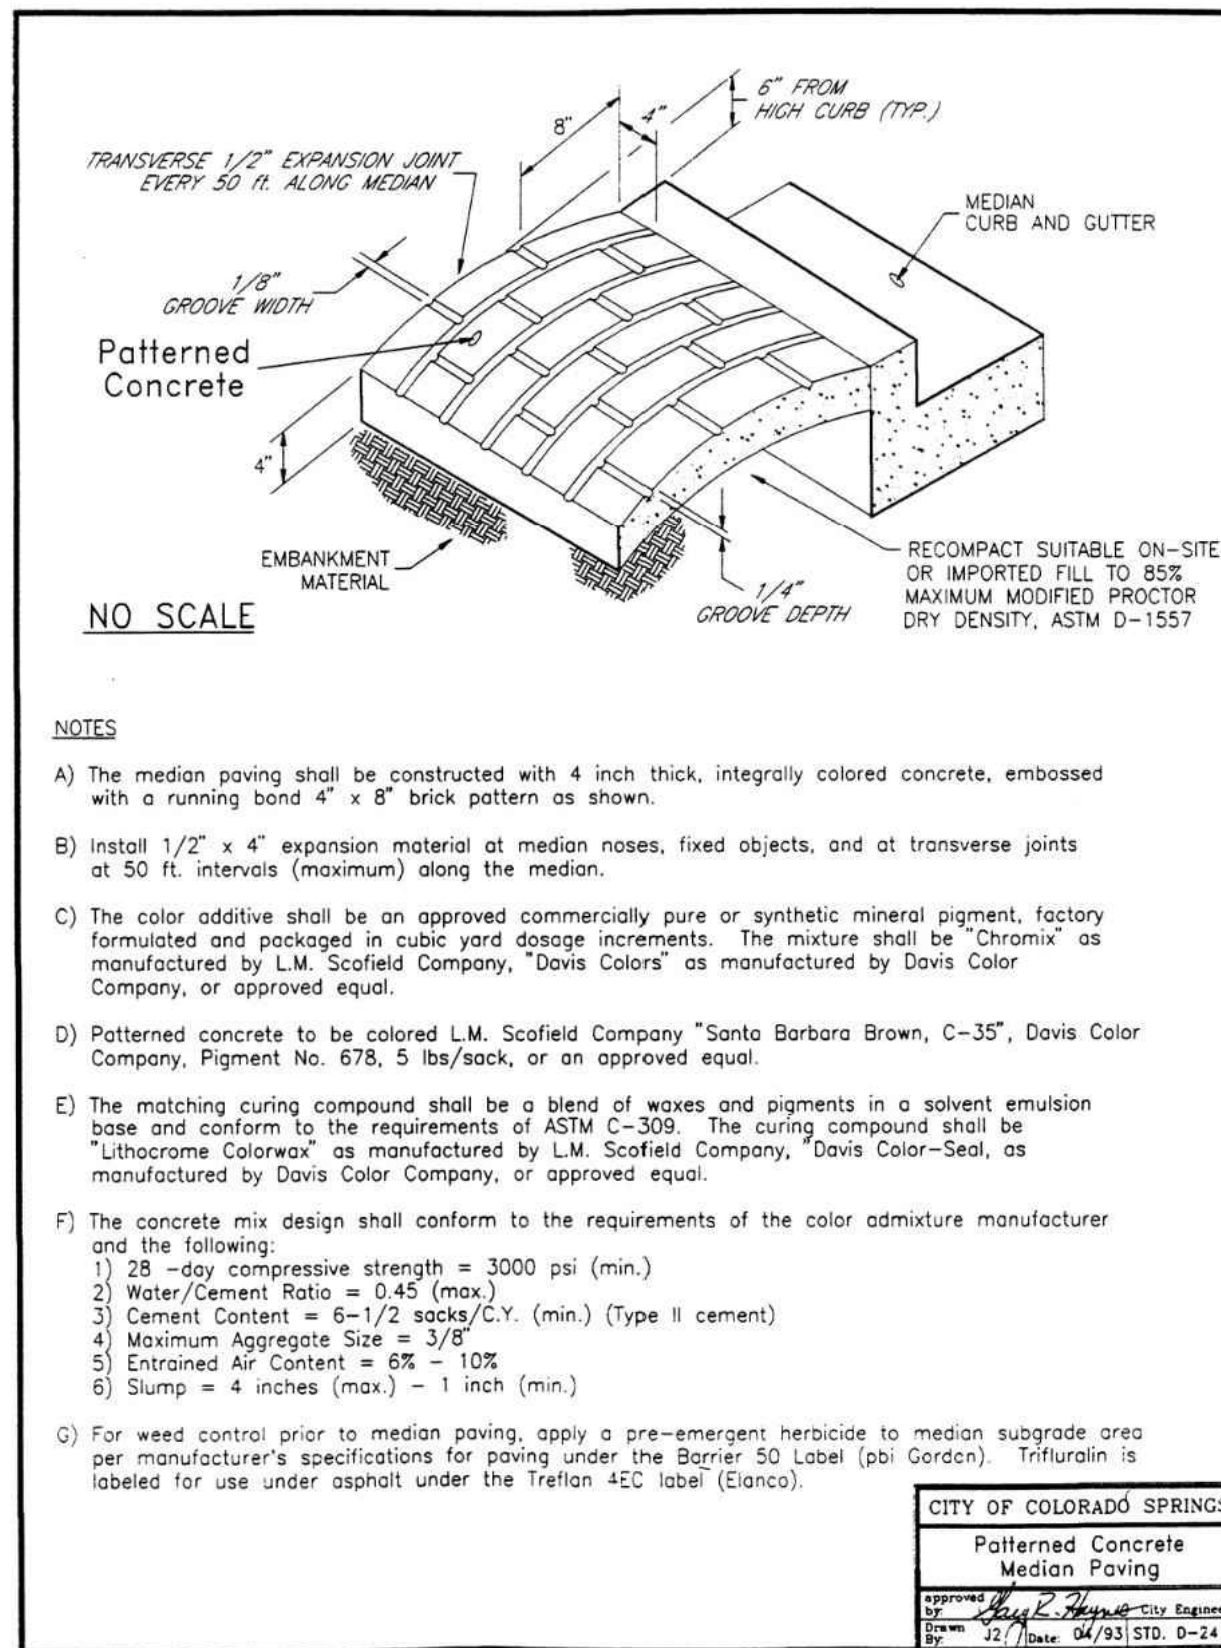 6" FROM
HIGH CURB (TYP.)
4"
8"
TRANSVERSE 1/2" EXPANSION JOINT
EVERY 50 ft. ALONG MEDIAN
MEDIAN
CURB AND GUTTER
1/8"
GROOVE WIDTH
Patterned
Concrete
4"
EMBANKMENT
MATERIAL
1/4"
GROOVE DEPTH
RECOMPACT SUITABLE ON-SITE
OR IMPORTED FILL TO 85%
MAXIMUM MODIFIED PROCTOR
DRY DENSITY, ASTM D-1557
NO SCALE
NOTES
A) The median paving shall be constructed with 4 inch thick, integrally colored concrete, embossed
with a running bond 4" x 8" brick pattern as shown.
B) Install 1/2" x 4" expansion material at median noses, fixed objects, and at transverse joints
at 50 ft. intervals (maximum) along the median.
C) The color additive shall be an approved commercially pure or synthetic mineral pigment, factory
formulated and packaged in cubic yard dosage increments. The mixture shall be "Chromix" as
manufactured by L.M. Scofield Company, "Davis Colors" as manufactured by Davis Color
Company, or approved equal.
D) Patterned concrete to be colored L.M. Scofield Company "Santa Barbara Brown, C-35", Davis Color
Company, Pigment No. 678, 5 lbs/sack, or an approved equal.
E) The matching curing compound shall be a blend of waxes and pigments in a solvent emulsion
base and conform to the requirements of ASTM C-309. The curing compound shall be
"Lithocrome Colorwax" as manufactured by L.M. Scofield Company, "Davis Color-Seal, as
manufactured by Davis Color Company, or approved equal.
F) The concrete mix design shall conform to the requirements of the color admixture manufacturer
and the following:
1) 28 -day compressive strength = 3000 psi (min.)
2) Water/Cement Ratio = 0.45 (max.)
3) Cement Content = 6-1/2 sacks/C.Y. (min.) (Type II cement)
4) Maximum Aggregate Size = 3/8"
5) Entrained Air Content = 6% - 10%
6) Slump = 4 inches (max.) - 1 inch (min.)
G) For weed control prior to median paving, apply a pre-emergent herbicide to median subgrade area
per manufacturer's specifications for paving under the Barrier 50 Label (pbi Gordon). Trifluralin is
labeled for use under asphalt under the Treflan 4EC label (Elanco).
CITY OF COLORADO SPRINGS
Patterned Concrete
Median Paving
approved
by: Gary R. Haynes City Enginee
Drawn
By: J2 Date: 04/93 STD. D-24